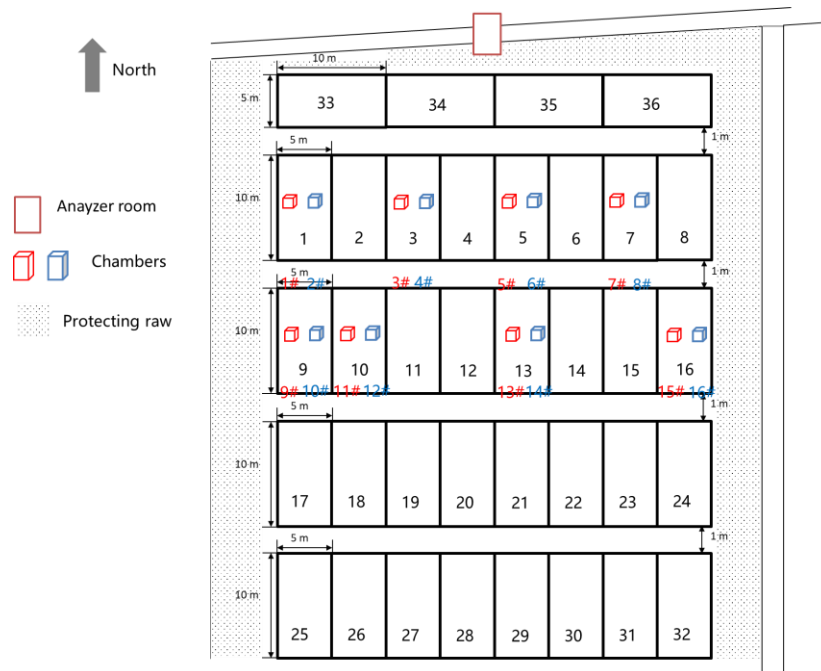 North
10 m
5 m
33 34 35 36
1 m
5 m
10 m
1 2 3 4 5 6 7 8
Anayzer room
Chambers
Protecting raw
1 m
5 m
1# 2# 3# 4# 5# 6# 7# 8#
10 m
9 10 11 12 13 14 15 16
9# 10# 11# 12# 13# 14# 15# 16#
1 m
5 m
10 m
17 18 19 20 21 22 23 24
1 m
5 m
10 m
25 26 27 28 29 30 31 32